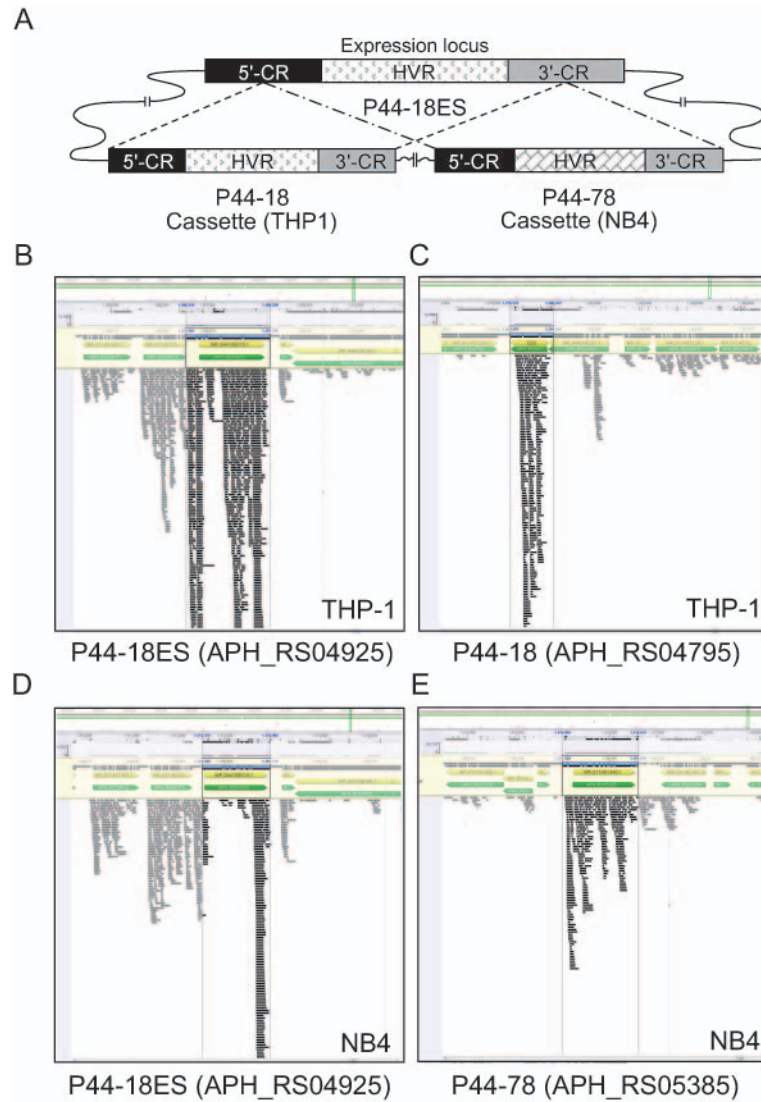 A
Expression locus
5'-CR HVR 3'-CR
P44-18ES
5'-CR HVR 3'-CR 5'-CR HVR 3'-CR
P44-18 P44-78
Cassette (THP1) Cassette (NB4)
B C
THP-1 THP-1
P44-18ES (APH_RS04925) P44-18 (APH_RS04795)
D E
NB4 NB4
P44-18ES (APH_RS04925) P44-78 (APH_RS05385)